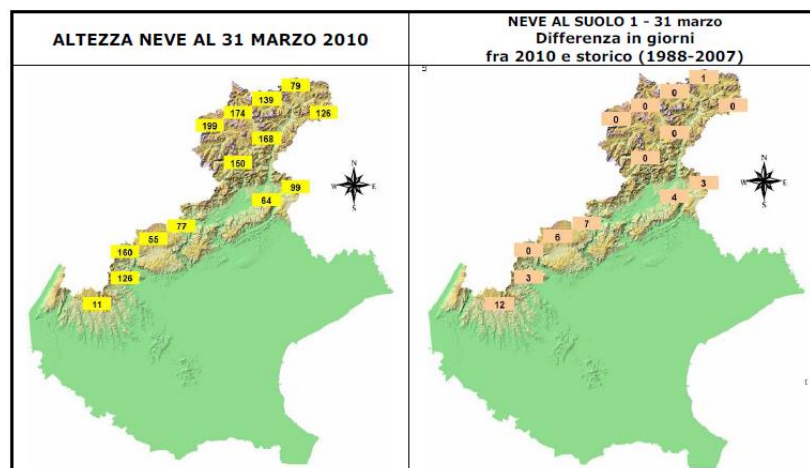 ALTEZZA NEVE AL 31 MARZO 2010
79
139
174
126
199
168
150
99
64
77
55
160
126
11
N
W
E
S
NEVE AL SUOLO 1 - 31 marzo
Differenza in giorni
fra 2010 e storico (1988-2007)
1
0
0
0
0
0
0
3
4
7
6
0
3
12
N
W
E
S